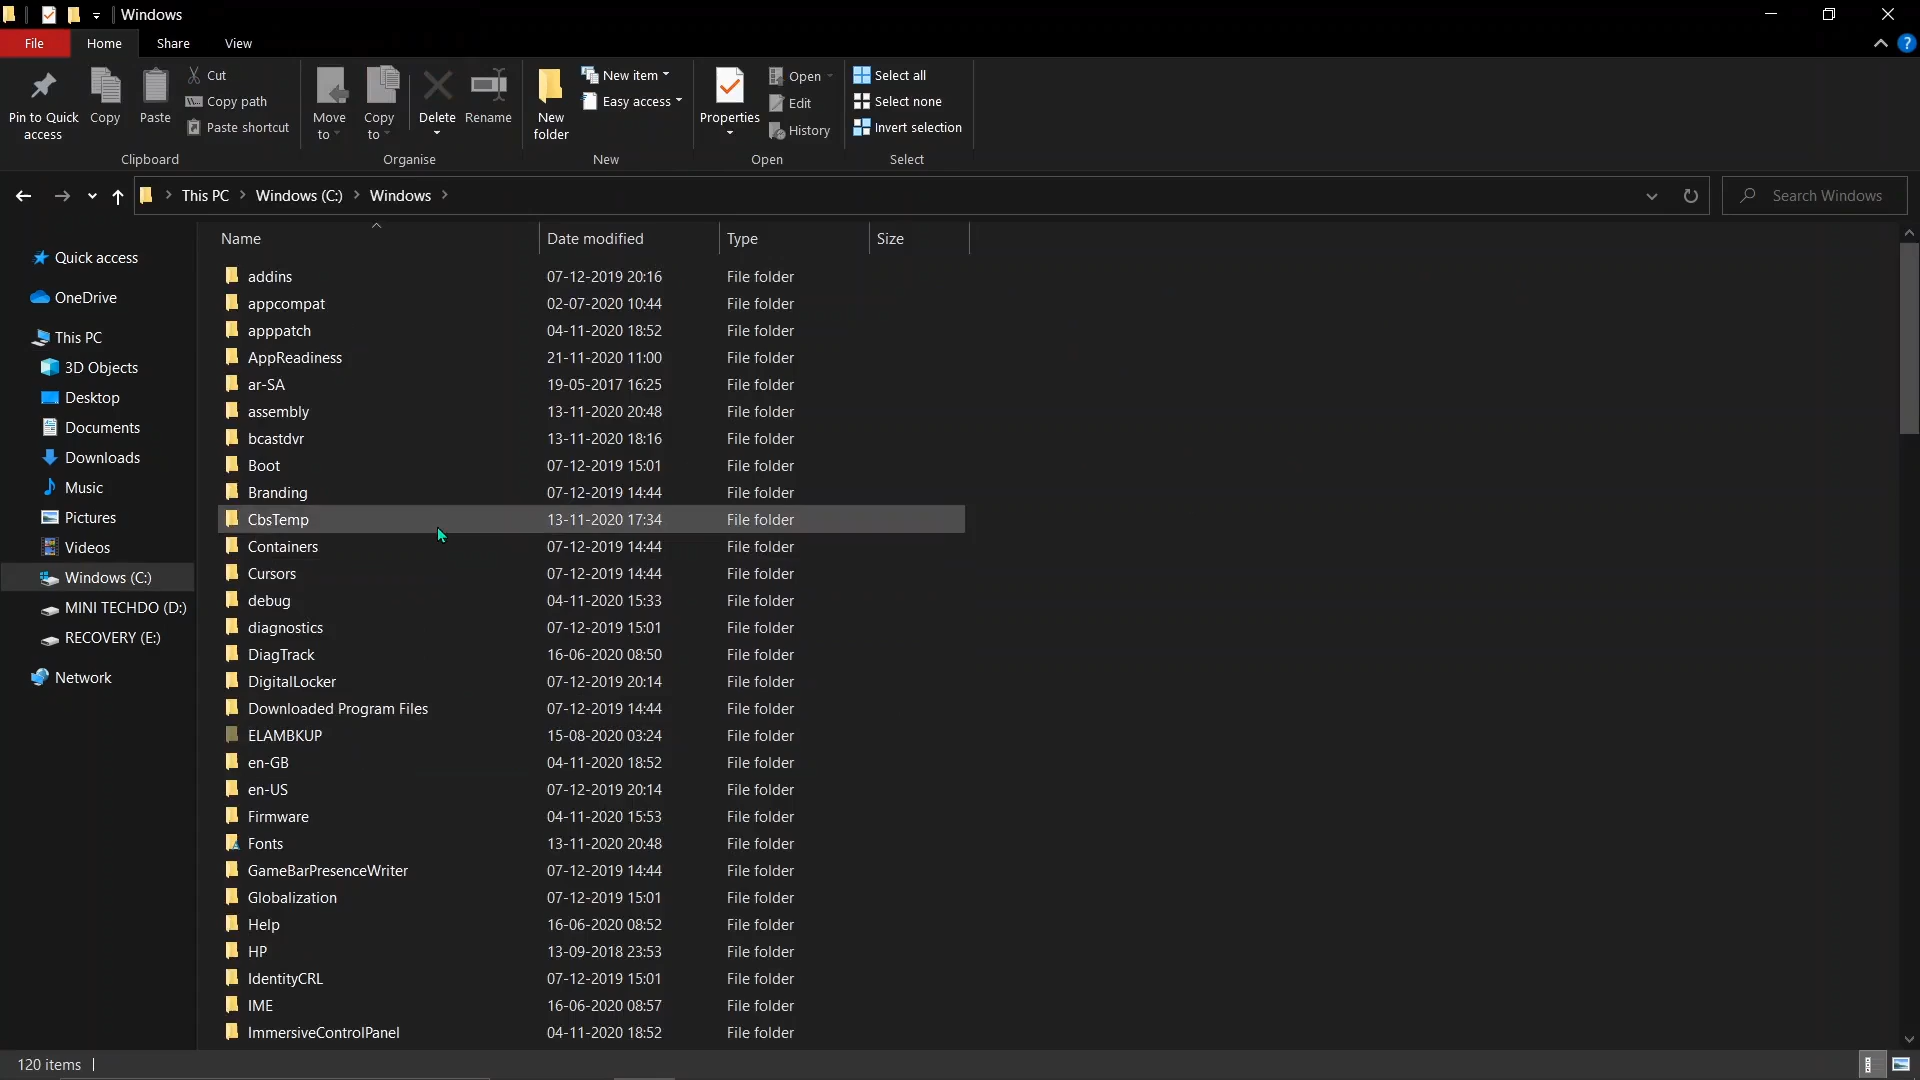 Windows
File Home Share View
Pin to Quick access
Copy
Paste
Cut
Copy path
Paste shortcut
Clipboard
Move to
Copy to
Delete
Rename
Organise
New folder
New item
Easy access
New
Properties
Open
Edit
History
Open
Select all
Select none
Invert selection
Select
This PC Windows (C:) Windows
Search Windows
Quick access
OneDrive
This PC
3D Objects
Desktop
Documents
Downloads
Music
Pictures
Videos
Windows (C:)
MINI TECHDO (D:)
RECOVERY (E:)
Network
Name Date modified Type Size
addins 07-12-2019 20:16 File folder
appcompat 02-07-2020 10:44 File folder
apppatch 04-11-2020 18:52 File folder
AppReadiness 21-11-2020 11:00 File folder
ar-SA 19-05-2017 16:25 File folder
assembly 13-11-2020 20:48 File folder
bcastdvr 13-11-2020 18:16 File folder
Boot 07-12-2019 15:01 File folder
Branding 07-12-2019 14:44 File folder
CbsTemp 13-11-2020 17:34 File folder
Containers 07-12-2019 14:44 File folder
Cursors 07-12-2019 14:44 File folder
debug 04-11-2020 15:33 File folder
diagnostics 07-12-2019 15:01 File folder
DiagTrack 16-06-2020 08:50 File folder
DigitalLocker 07-12-2019 20:14 File folder
Downloaded Program Files 07-12-2019 14:44 File folder
ELAMBKUP 15-08-2020 03:24 File folder
en-GB 04-11-2020 18:52 File folder
en-US 07-12-2019 20:14 File folder
Firmware 04-11-2020 15:53 File folder
Fonts 13-11-2020 20:48 File folder
GameBarPresenceWriter 07-12-2019 14:44 File folder
Globalization 07-12-2019 15:01 File folder
Help 16-06-2020 08:52 File folder
HP 13-09-2018 23:53 File folder
IdentityCRL 07-12-2019 15:01 File folder
IME 16-06-2020 08:57 File folder
ImmersiveControlPanel 04-11-2020 18:52 File folder
120 items